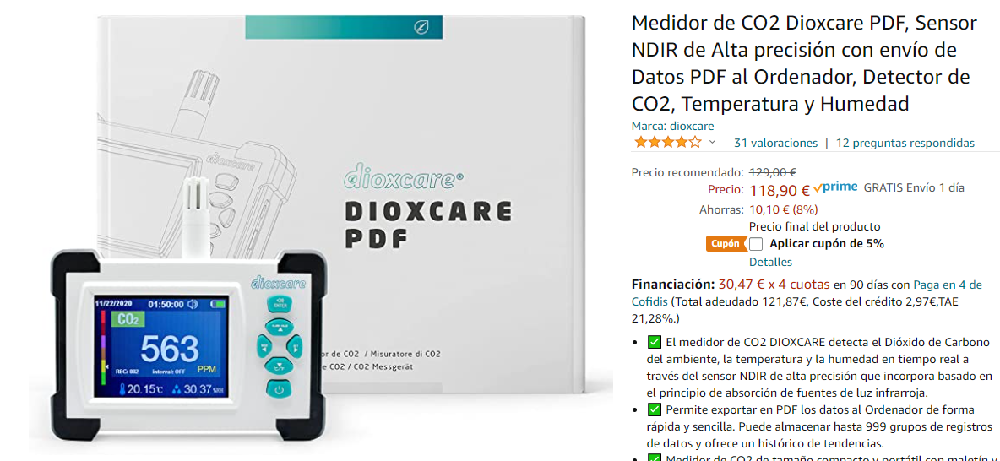 dioxcare
dioxcare®
DIOXCARE
PDF
or de CO2 / Misuratore di CO2
e CO2 / CO2 Messgerät
dioxcare
11/22/2020 01:50:00
CO2
563
REC: 002 Interval: OFF PPM
20.15℃ 30.37%RH
ENTER
Medidor de CO2 Dioxcare PDF, Sensor
NDIR de Alta precisión con envío de
Datos PDF al Ordenador, Detector de
CO2, Temperatura y Humedad
Marca: dioxcare
31 valoraciones | 12 preguntas respondidas
Precio recomendado: 129,00 €
Precio: 118,90 € prime GRATIS Envío 1 día
Ahorras: 10,10 € (8%)
Precio final del producto
Cupón Aplicar cupón de 5%
Detalles
Financiación: 30,47 € x 4 cuotas en 90 días con Paga en 4 de
Cofidis (Total adeudado 121,87€, Coste del crédito 2,97€,TAE
21,28%.)
• ✅ El medidor de CO2 DIOXCARE detecta el Dióxido de Carbono
del ambiente, la temperatura y la humedad en tiempo real a
través del sensor NDIR de alta precisión que incorpora basado en
el principio de absorción de fuentes de luz infrarroja.
• ✅ Permite exportar en PDF los datos al Ordenador de forma
rápida y sencilla. Puede almacenar hasta 999 grupos de registros
de datos y ofrece un histórico de tendencias.
• ✅ Medidor de CO2 de tamaño compacto y portátil con maletín y